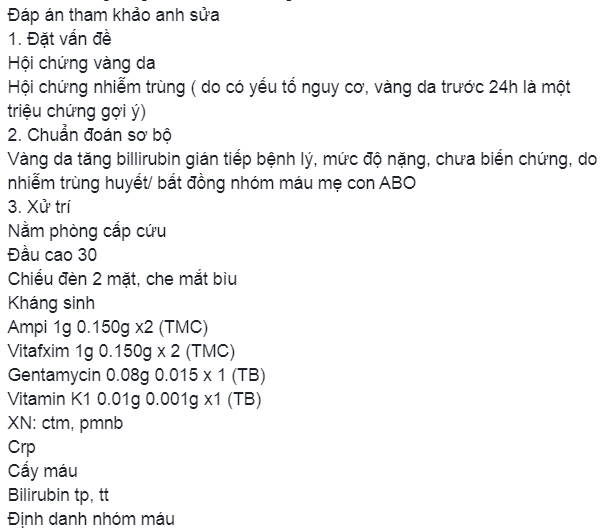 Đáp án tham khảo anh sửa
1. Đặt vấn đề
Hội chứng vàng da
Hội chứng nhiễm trùng ( do có yếu tố nguy cơ, vàng da trước 24h là một
triệu chứng gợi ý)
2. Chuẩn đoán sơ bộ
Vàng da tăng billirubin gián tiếp bệnh lý, mức độ nặng, chưa biến chứng, do
nhiễm trùng huyết/ bất đồng nhóm máu mẹ con ABO
3. Xử trí
Nằm phòng cấp cứu
Đầu cao 30
Chiếu đèn 2 mặt, che mắt bìu
Kháng sinh
Ampi 1g 0.150g x2 (TMC)
Vitafxim 1g 0.150g x 2 (TMC)
Gentamycin 0.08g 0.015 x 1 (TB)
Vitamin K1 0.01g 0.001g x1 (TB)
XN: ctm, pmnb
Crp
Cấy máu
Bilirubin tp, tt
Định danh nhóm máu